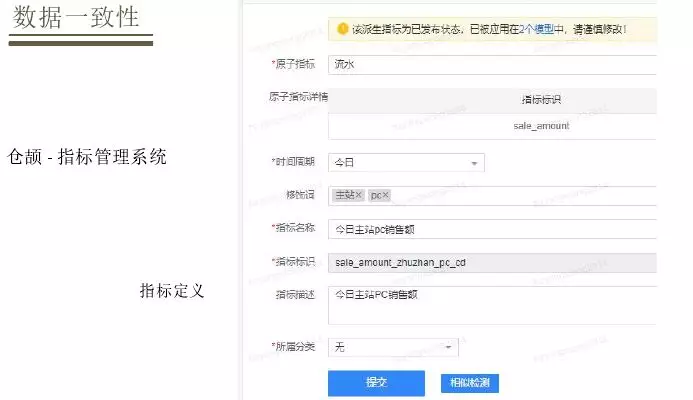 数据一致性
该派生指标为已发布状态，已被应用在2个模型中，请谨慎修改！
*原子指标 流水
原子指标详情 指标标识
sale_amount
仓颉 - 指标管理系统
*时间周期 今日
修饰词 主站× pc×
*指标名称 今日主站pc销售额
*指标标识 sale_amount_zhuzhan_pc_cd
指标定义
指标描述 今日主站PC销售额
*所属分类 无
提交 相似检测